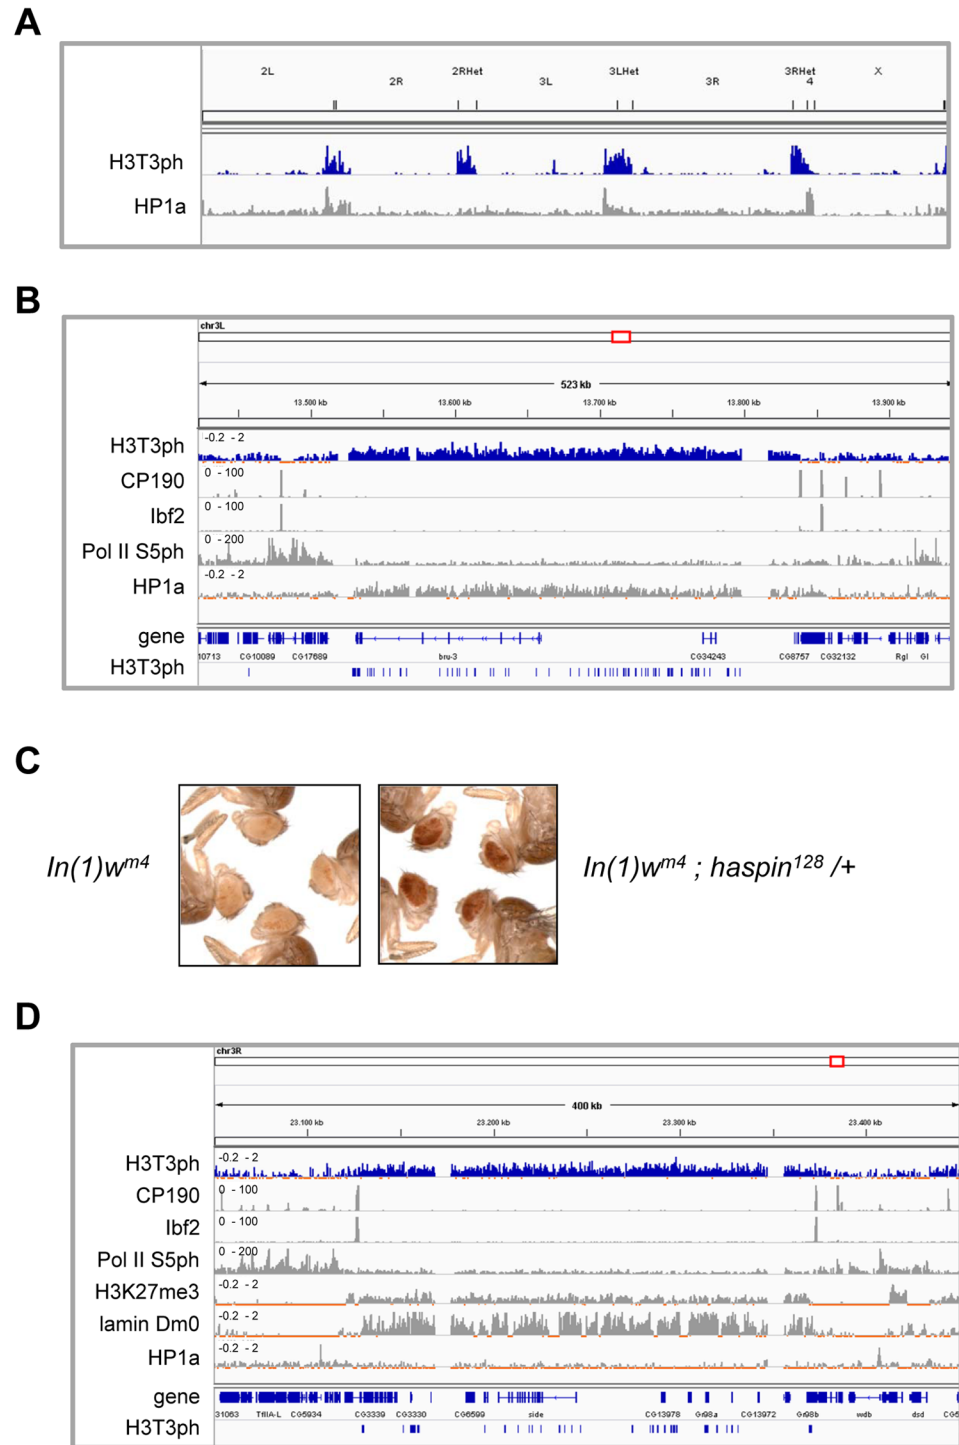 A
2L
2R
2RHet
3L
3LHet
3R
3RHet
4
X
H3T3ph
HP1a
B
chr3L
523 kb
13.500 kb 13.600 kb 13.700 kb 13.800 kb 13.900 kb
H3T3ph -0.2 - 2
CP190 0 - 100
Ibf2 0 - 100
Pol II S5ph 0 - 200
HP1a -0.2 - 2
gene
10713 CG10089 CG17689 bru-3 CG34243 CG8757 CG32132 Rgl Gl
H3T3ph
C
In(1)wm4
In(1)wm4 ; haspin128 /+
D
chr3R
400 kb
23.100 kb 23.200 kb 23.300 kb 23.400 kb
H3T3ph -0.2 - 2
CP190 0 - 100
Ibf2 0 - 100
Pol II S5ph 0 - 200
H3K27me3 -0.2 - 2
lamin Dm0 -0.2 - 2
HP1a -0.2 - 2
gene
31063 TfIIA-L CG5934 CG3339 CG3330 CG6599 side CG13978 Gr98a CG13972 Gr98b wdb dsd CG5
H3T3ph